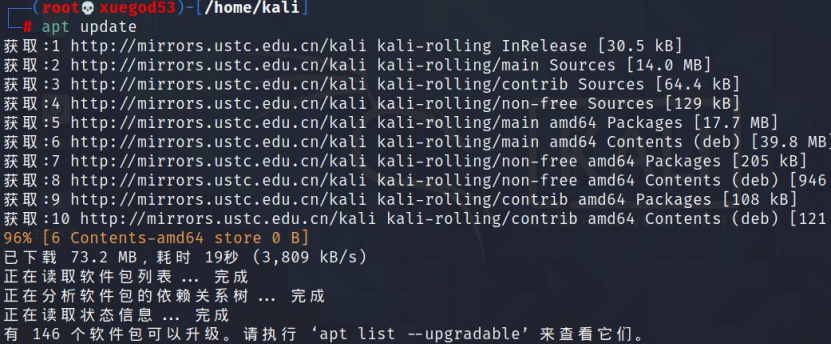 (root💀xuegod53)-[/home/kali]
# apt update
获取:1 http://mirrors.ustc.edu.cn/kali kali-rolling InRelease [30.5 kB]
获取:2 http://mirrors.ustc.edu.cn/kali kali-rolling/main Sources [14.0 MB]
获取:3 http://mirrors.ustc.edu.cn/kali kali-rolling/contrib Sources [64.4 kB]
获取:4 http://mirrors.ustc.edu.cn/kali kali-rolling/non-free Sources [129 kB]
获取:5 http://mirrors.ustc.edu.cn/kali kali-rolling/main amd64 Packages [17.7 MB]
获取:6 http://mirrors.ustc.edu.cn/kali kali-rolling/main amd64 Contents (deb) [39.8 MB
获取:7 http://mirrors.ustc.edu.cn/kali kali-rolling/non-free amd64 Packages [205 kB]
获取:8 http://mirrors.ustc.edu.cn/kali kali-rolling/non-free amd64 Contents (deb) [946
获取:9 http://mirrors.ustc.edu.cn/kali kali-rolling/contrib amd64 Packages [108 kB]
获取:10 http://mirrors.ustc.edu.cn/kali kali-rolling/contrib amd64 Contents (deb) [121
96% [6 Contents-amd64 store 0 B]
已下载 73.2 MB，耗时 19秒 (3,809 kB/s)
正在读取软件包列表... 完成
正在分析软件包的依赖关系树... 完成
正在读取状态信息... 完成
有 146 个软件包可以升级。请执行 ‘apt list --upgradable’ 来查看它们。